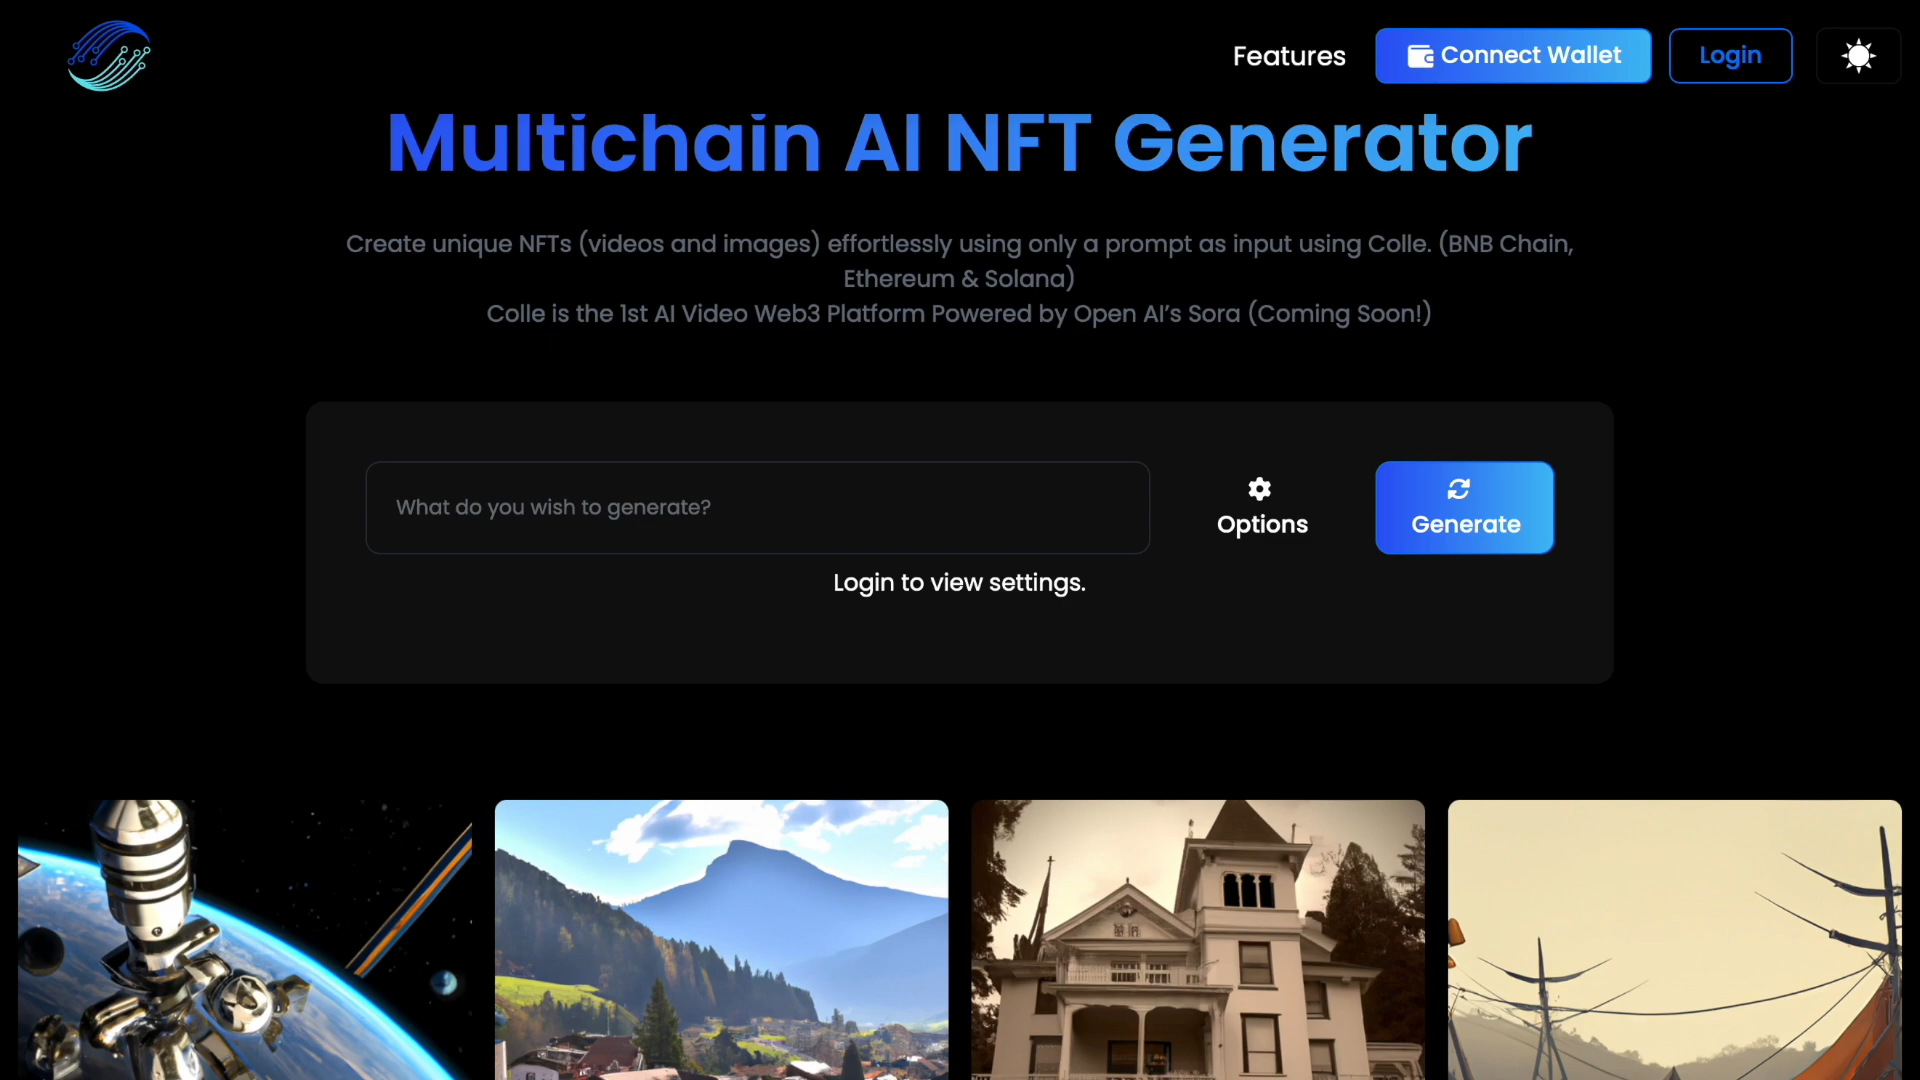 Features
Connect Wallet
Login
Multichain AI NFT Generator
Create unique NFTs (videos and images) effortlessly using only a prompt as input using Colle. (BNB Chain,
Ethereum & Solana)
Colle is the 1st AI Video Web3 Platform Powered by Open AI’s Sora (Coming Soon!)
What do you wish to generate?
Options
Generate
Login to view settings.